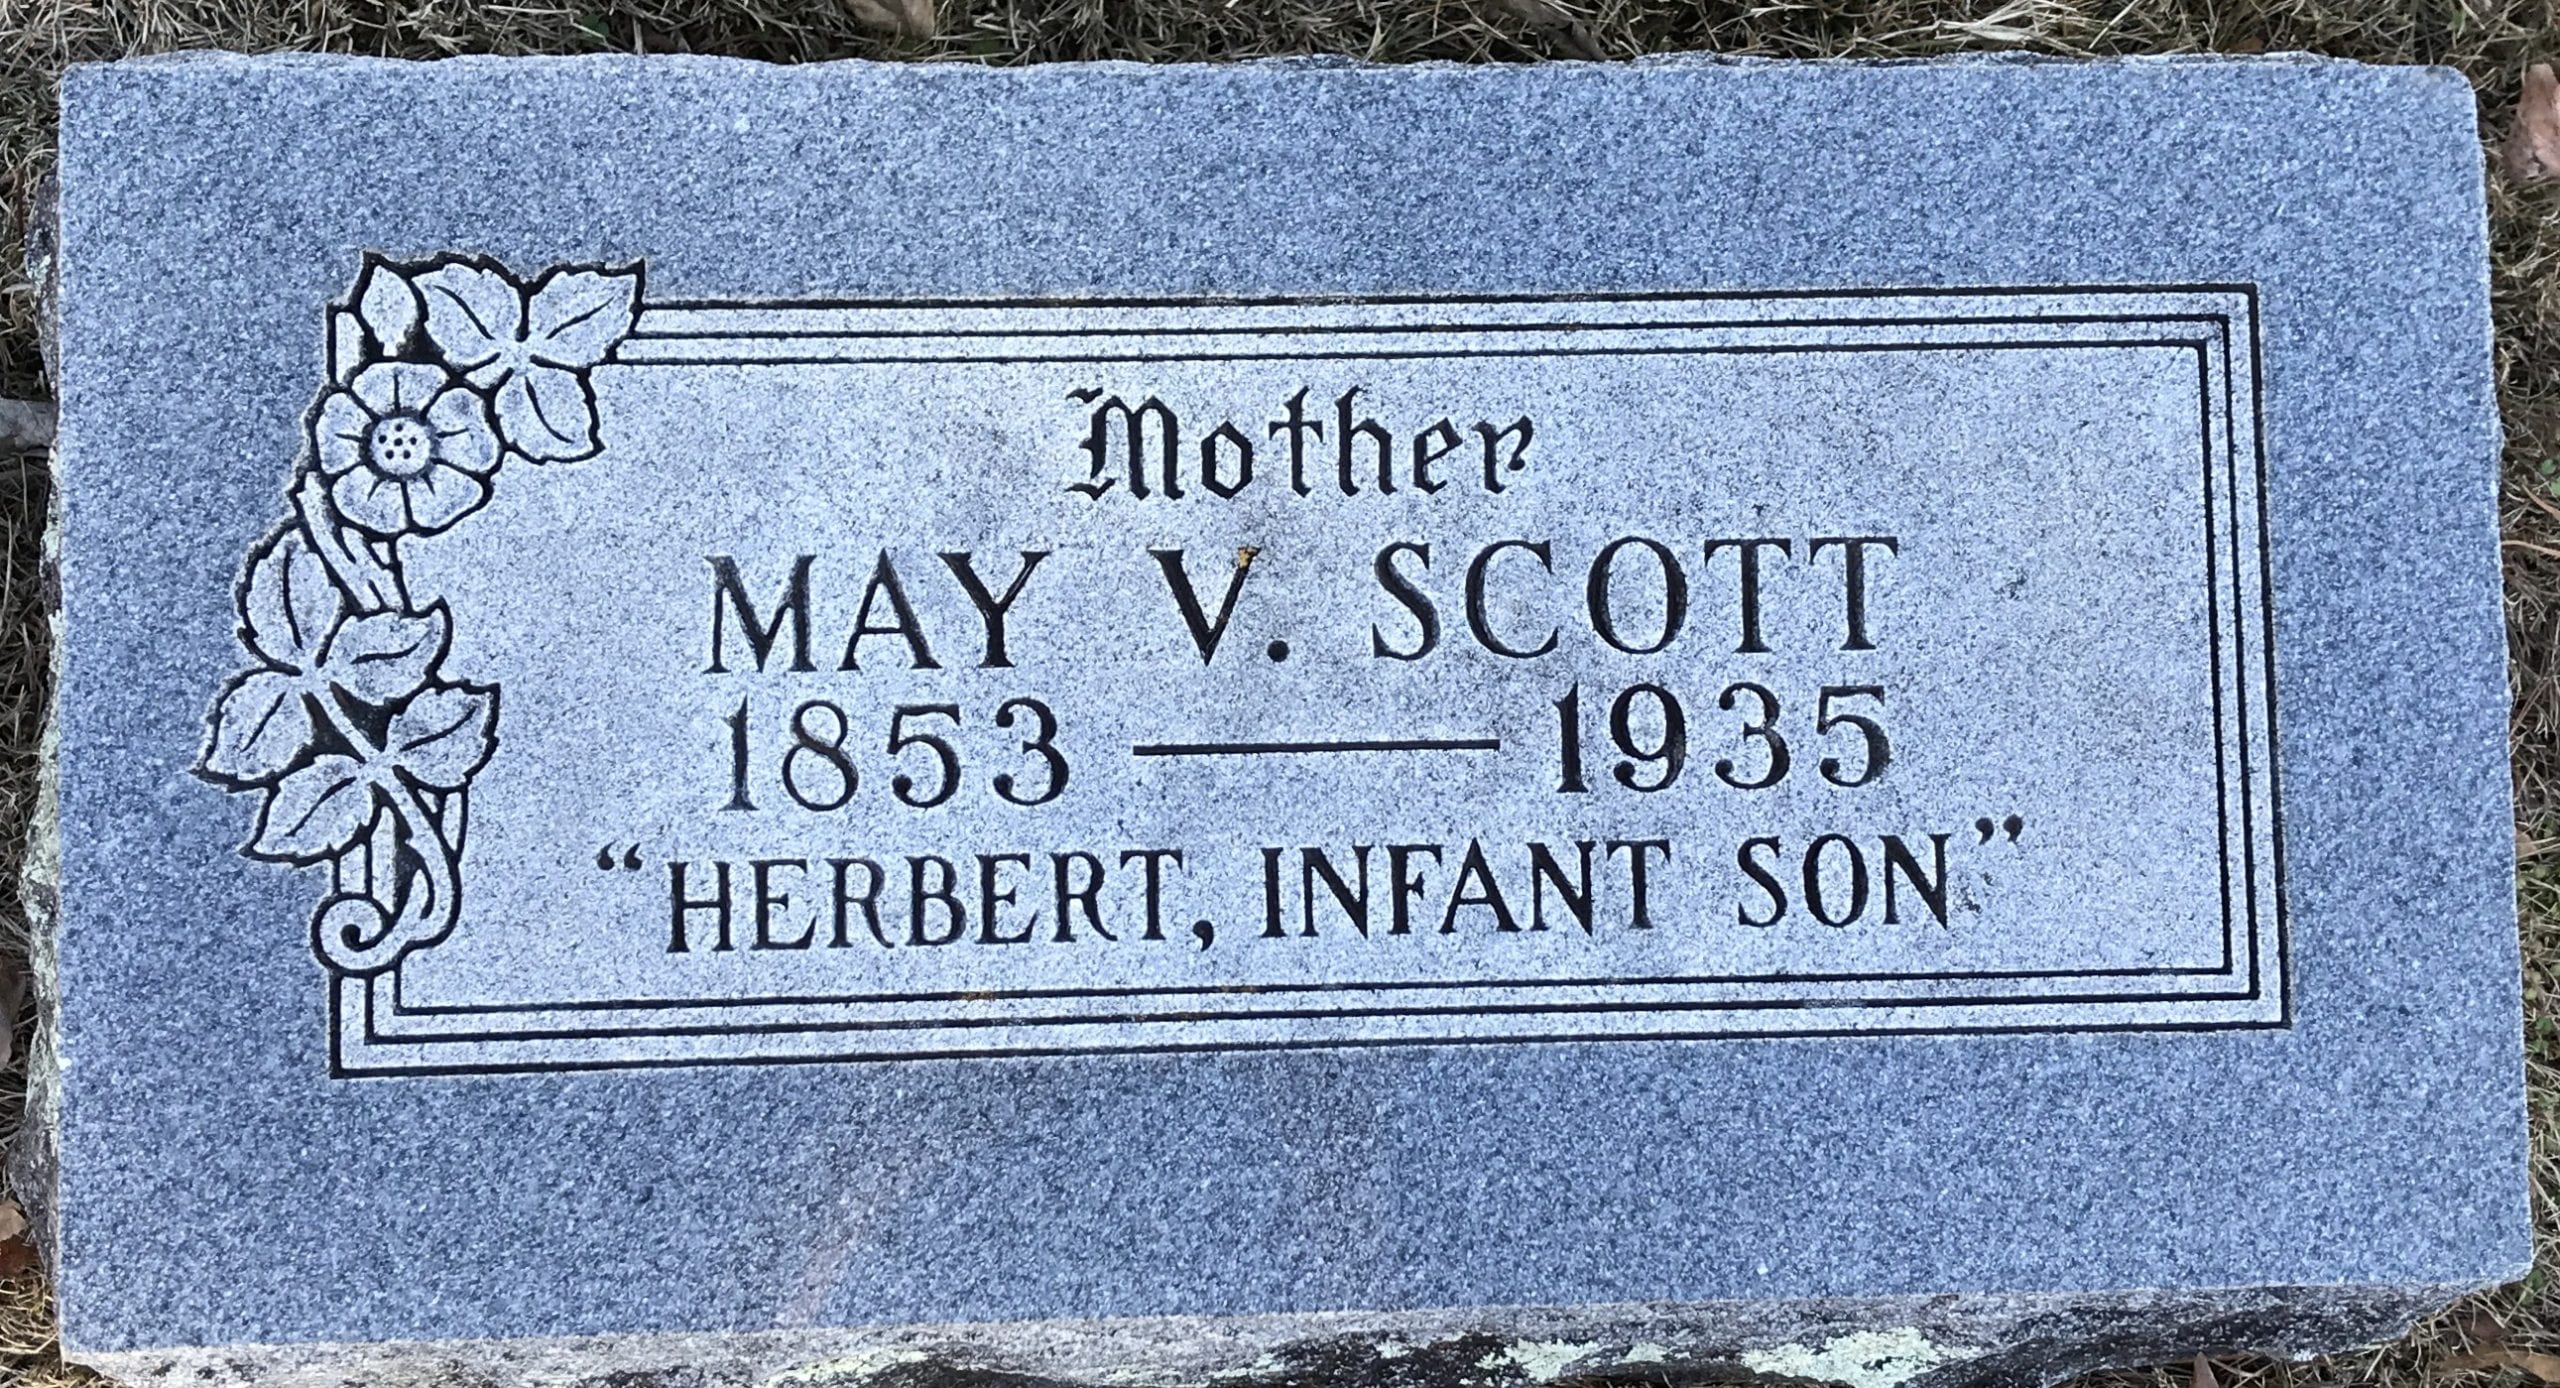 Mother
MAY V. SCOTT
1853 — 1935
“HERBERT, INFANT SON”